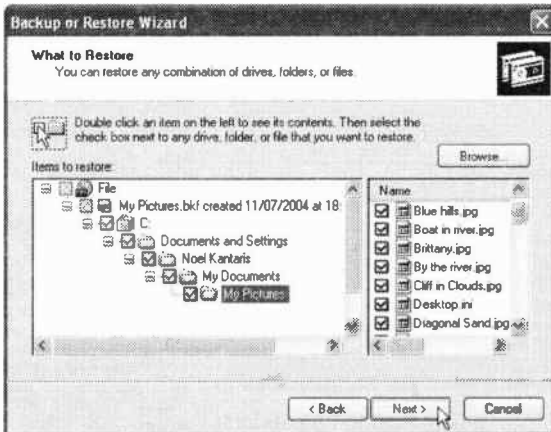 Backup or Restore Wizard
What to Restore
You can restore any combination of drives, folders, or files.
Double click an item on the left to see its contents. Then select the
check box next to any drive, folder, or file that you want to restore.
Items to restore:
Browse...
File
My Pictures.bkf created 11/07/2004 at 18:
C:
Documents and Settings
Noel Kantaris
My Documents
My Pictures
Name
Blue hills.jpg
Boat in river.jpg
Brittany.jpg
By the river.jpg
Cliff in Clouds.jpg
Desktop.ini
Diagonal Sand.jpg
< Back
Next >
Cancel